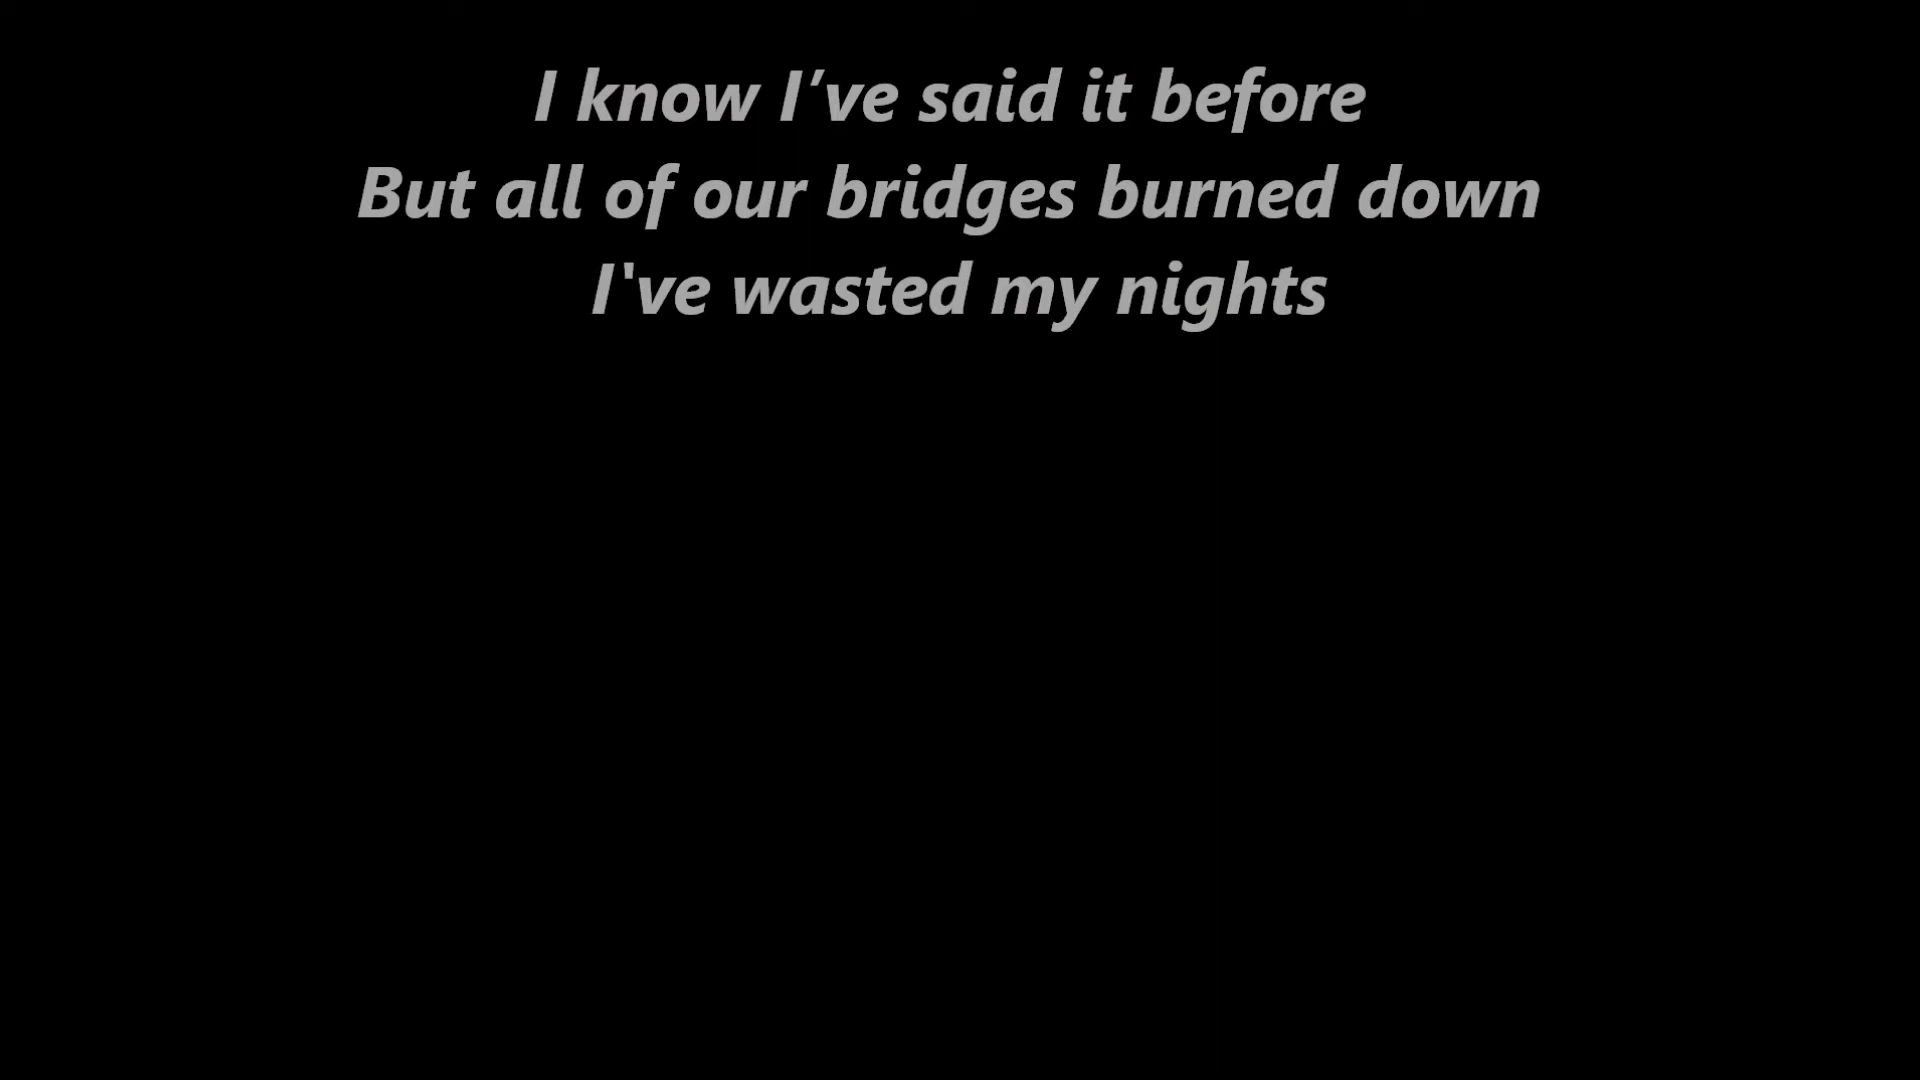 I know I’ve said it before
But all of our bridges burned down
I've wasted my nights